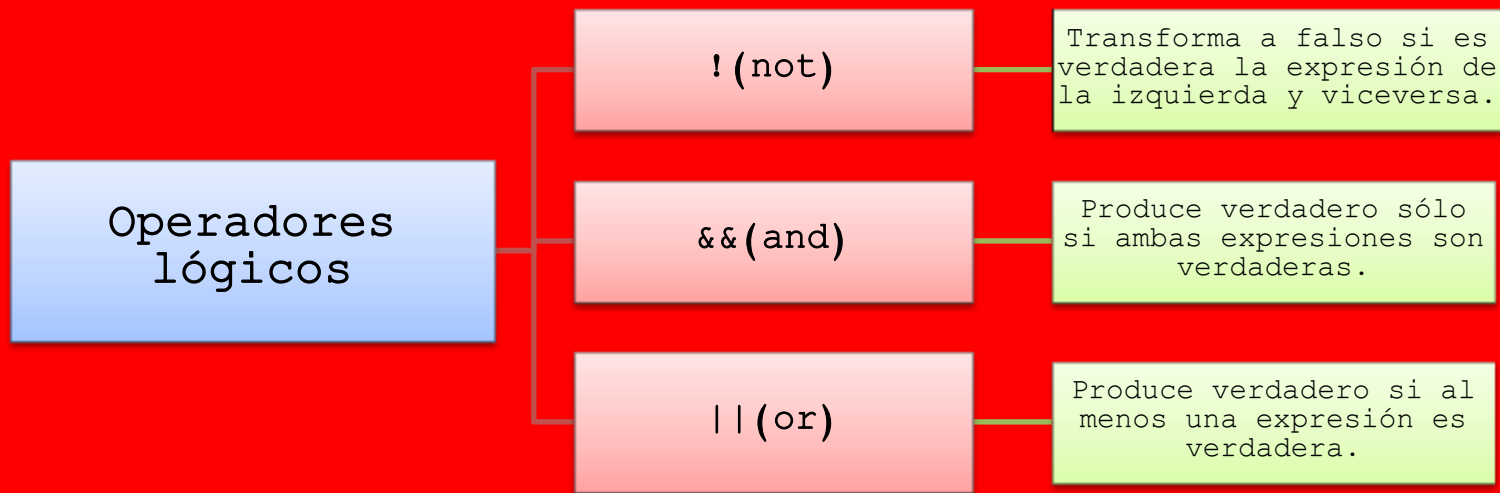 Operadores
lógicos
!(not)
Transforma a falso si es
verdadera la expresión de
la izquierda y viceversa.
&&(and)
Produce verdadero sólo
si ambas expresiones son
verdaderas.
||(or)
Produce verdadero si al
menos una expresión es
verdadera.